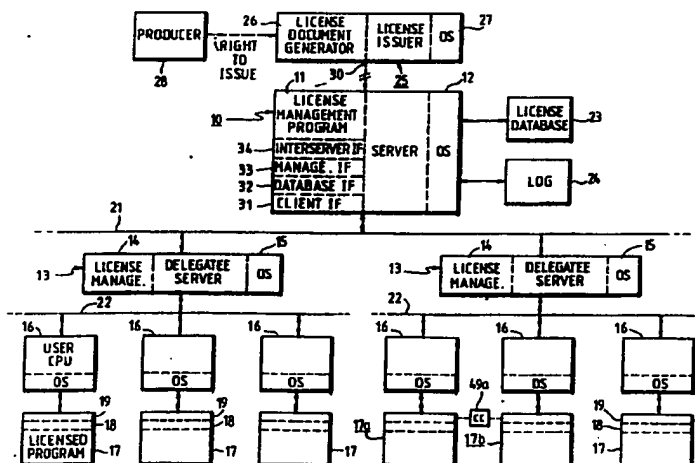 26
LICENSE DOCUMENT GENERATOR
LICENSE ISSUER
OS
27
PRODUCER
28
RIGHT TO ISSUE
30
25
11
12
10
LICENSE MANAGEMENT PROGRAM
SERVER
OS
LICENSE DATABASE
23
34
INTERSERVER IF
33
MANAGE. IF
32
DATABASE IF
31
CLIENT IF
LOG
24
21
14
15
14
15
13
LICENSE MANAGE.
DELEGATEE SERVER
OS
13
LICENSE MANAGE.
DELEGATEE SERVER
OS
22
22
16
16
16
16
16
16
USER CPU
OS
OS
OS
OS
OS
OS
49a
CC
19
18
LICENSED PROGRAM
17
19
18
17
17
17a
17b
19
18
17